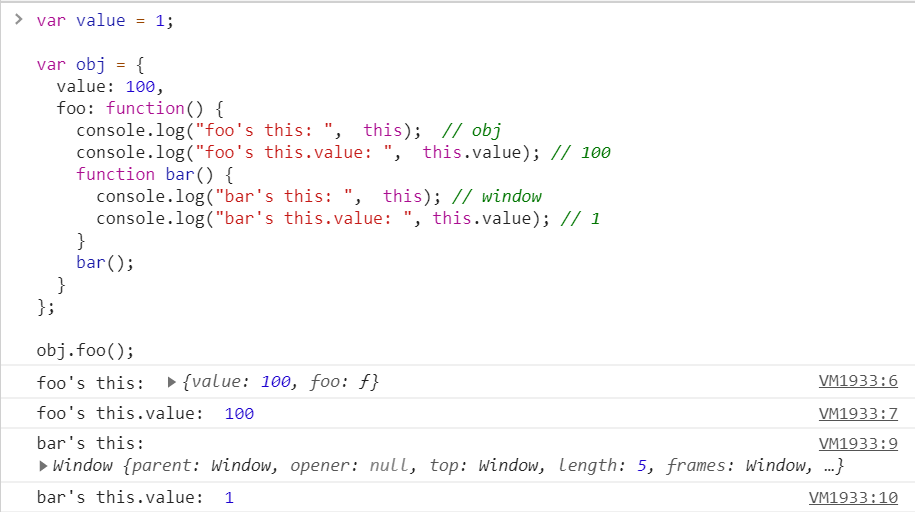 > var value = 1;
var obj = {
value: 100,
foo: function() {
console.log("foo's this: ",  this);  // obj
console.log("foo's this.value: ",  this.value); // 100
function bar() {
console.log("bar's this: ",  this); // window
console.log("bar's this.value: ", this.value); // 1
}
bar();
}
};
obj.foo();
foo's this:  ▶{value: 100, foo: ƒ} VM1933:6
foo's this.value:  100 VM1933:7
bar's this: VM1933:9
▶Window {parent: Window, opener: null, top: Window, length: 5, frames: Window, …}
bar's this.value:  1 VM1933:10